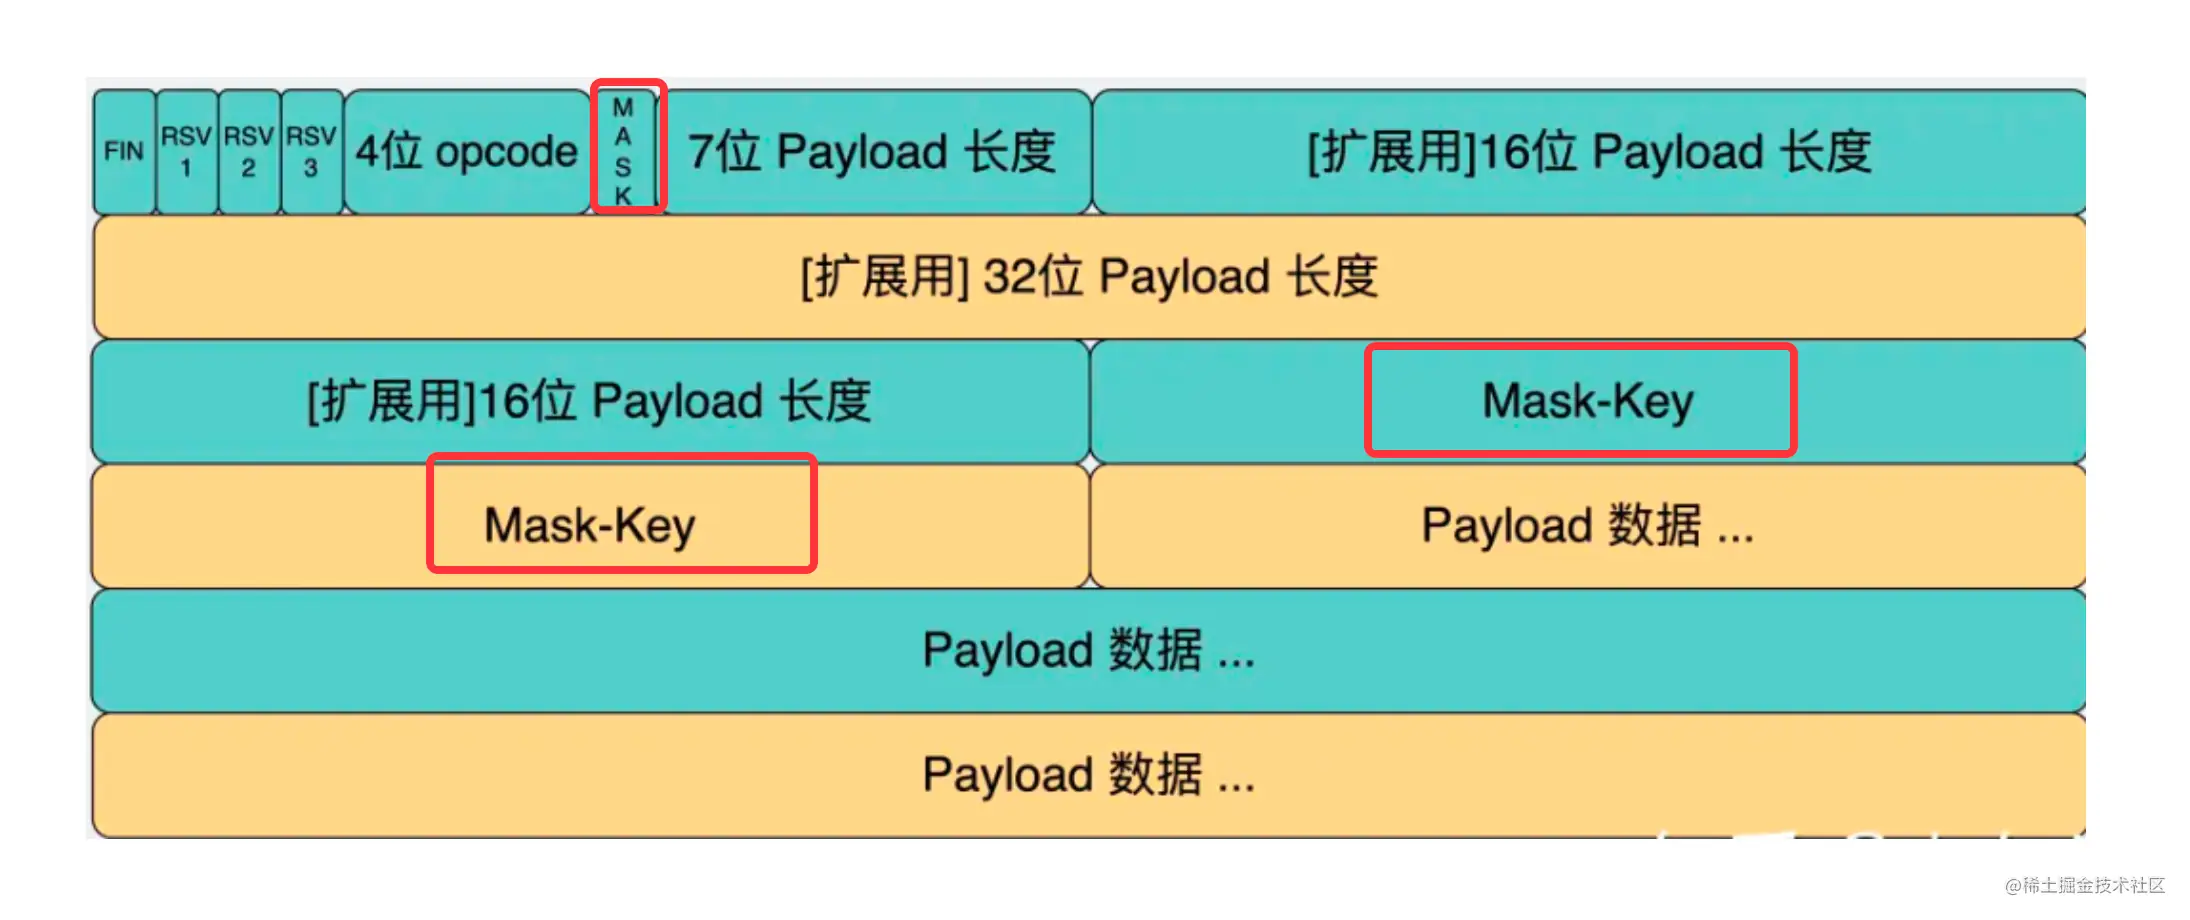 FIN
RSV
1
RSV
2
RSV
3
4位 opcode
M
A
S
K
7位 Payload 长度
[扩展用]16位 Payload 长度
[扩展用] 32位 Payload 长度
[扩展用]16位 Payload 长度
Mask-Key
Mask-Key
Payload 数据 ...
Payload 数据 ...
Payload 数据 ...
@稀土掘金技术社区